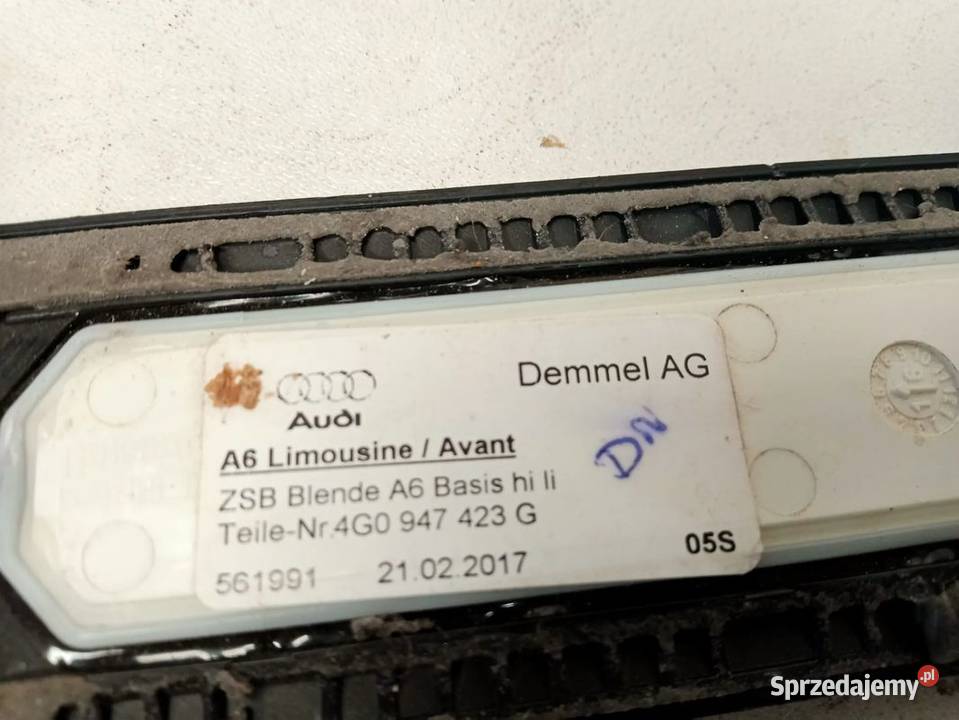 Demmel AG
Audi
A6 Limousine / Avant
DN
ZSB Blende A6 Basis hi li
Teile-Nr.4G0 947 423 G
05S
561991 21.02.2017
Sprzedajemy.pl